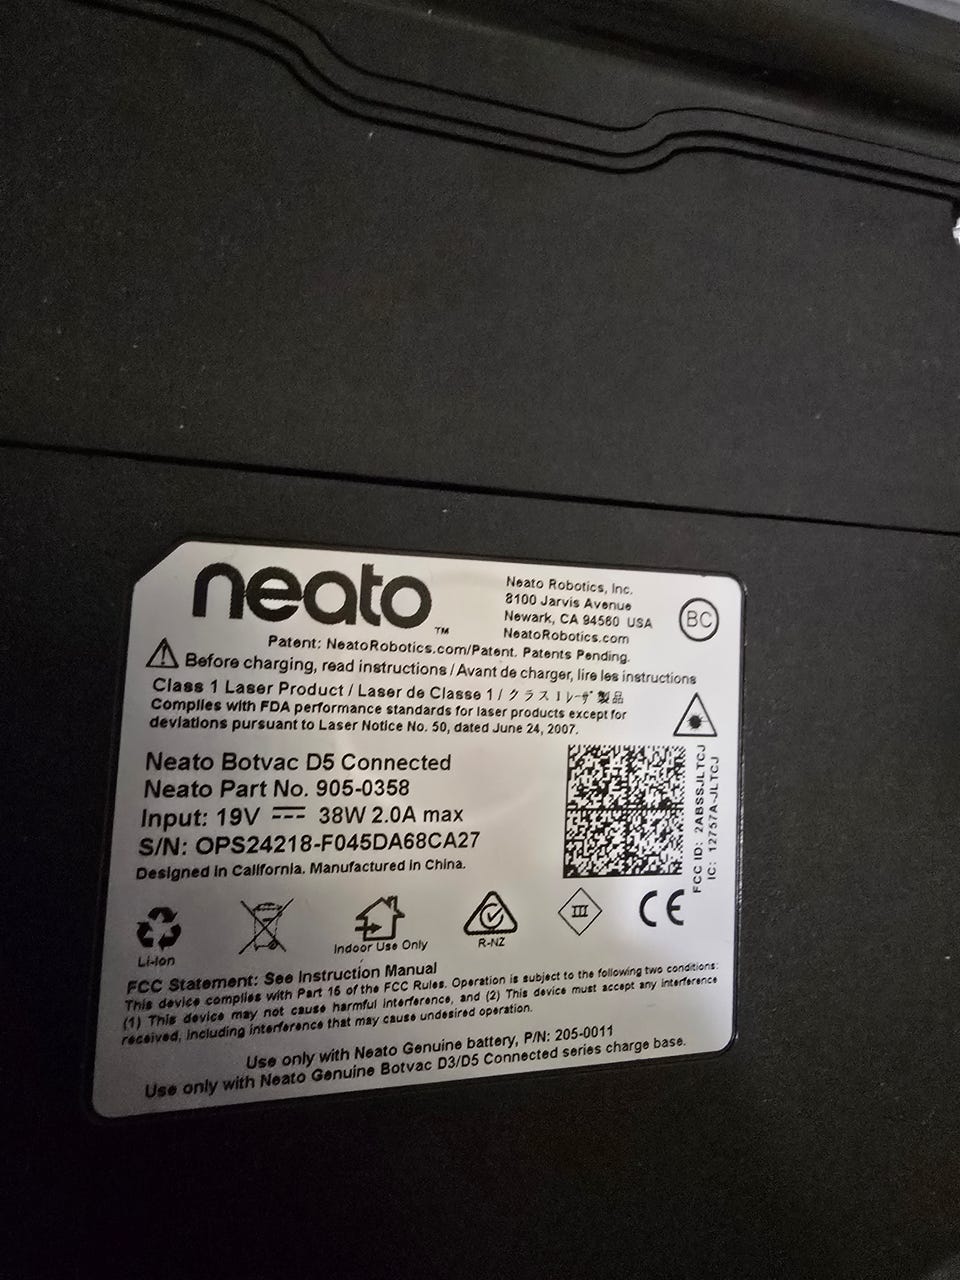 neato™
Neato Robotics, Inc.
8100 Jarvis Avenue
Newark, CA 94560 USA
NeatoRobotics.com
BC
Patent: NeatoRobotics.com/Patent. Patents Pending.
Before charging, read instructions / Avant de charger, lire les instructions
Class 1 Laser Product / Laser de Classe 1 / クラス1レーザ製品
Complies with FDA performance standards for laser products except for
deviations pursuant to Laser Notice No. 50, dated June 24, 2007.
Neato Botvac D5 Connected
Neato Part No. 905-0358
Input: 19V ⎓ 38W 2.0A max
S/N: OPS24218-F045DA68CA27
Designed in California. Manufactured in China.
FCC ID: 2ABSSJLTCJ
IC: 12757A-JLTCJ
Li-Ion
Indoor Use Only
R-NZ
III
CE
FCC Statement: See Instruction Manual
This device complies with Part 15 of the FCC Rules. Operation is subject to the following two conditions:
(1) This device may not cause harmful interference, and (2) This device must accept any interference
received, including interference that may cause undesired operation.
Use only with Neato Genuine battery, P/N: 205-0011
Use only with Neato Genuine Botvac D3/D5 Connected series charge base.